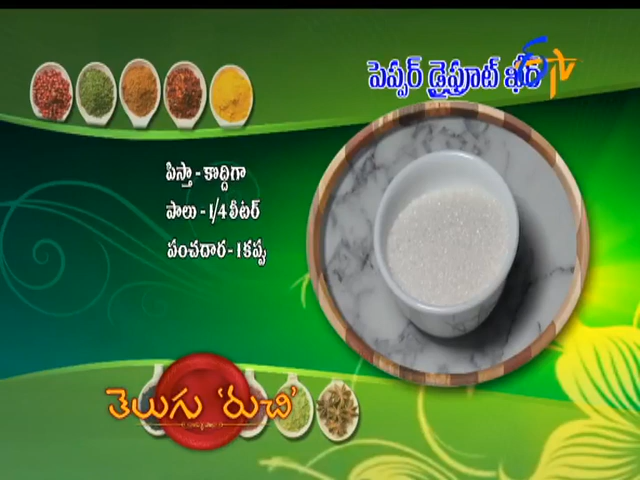 పెప్పర్ డ్రైఫ్రూట్ ఖీర్
పిస్తా - కొద్దిగా
పాలు - 1/4 లీటర్
పంచదార - 1 కప్పు
తెలుగు 'రుచి'